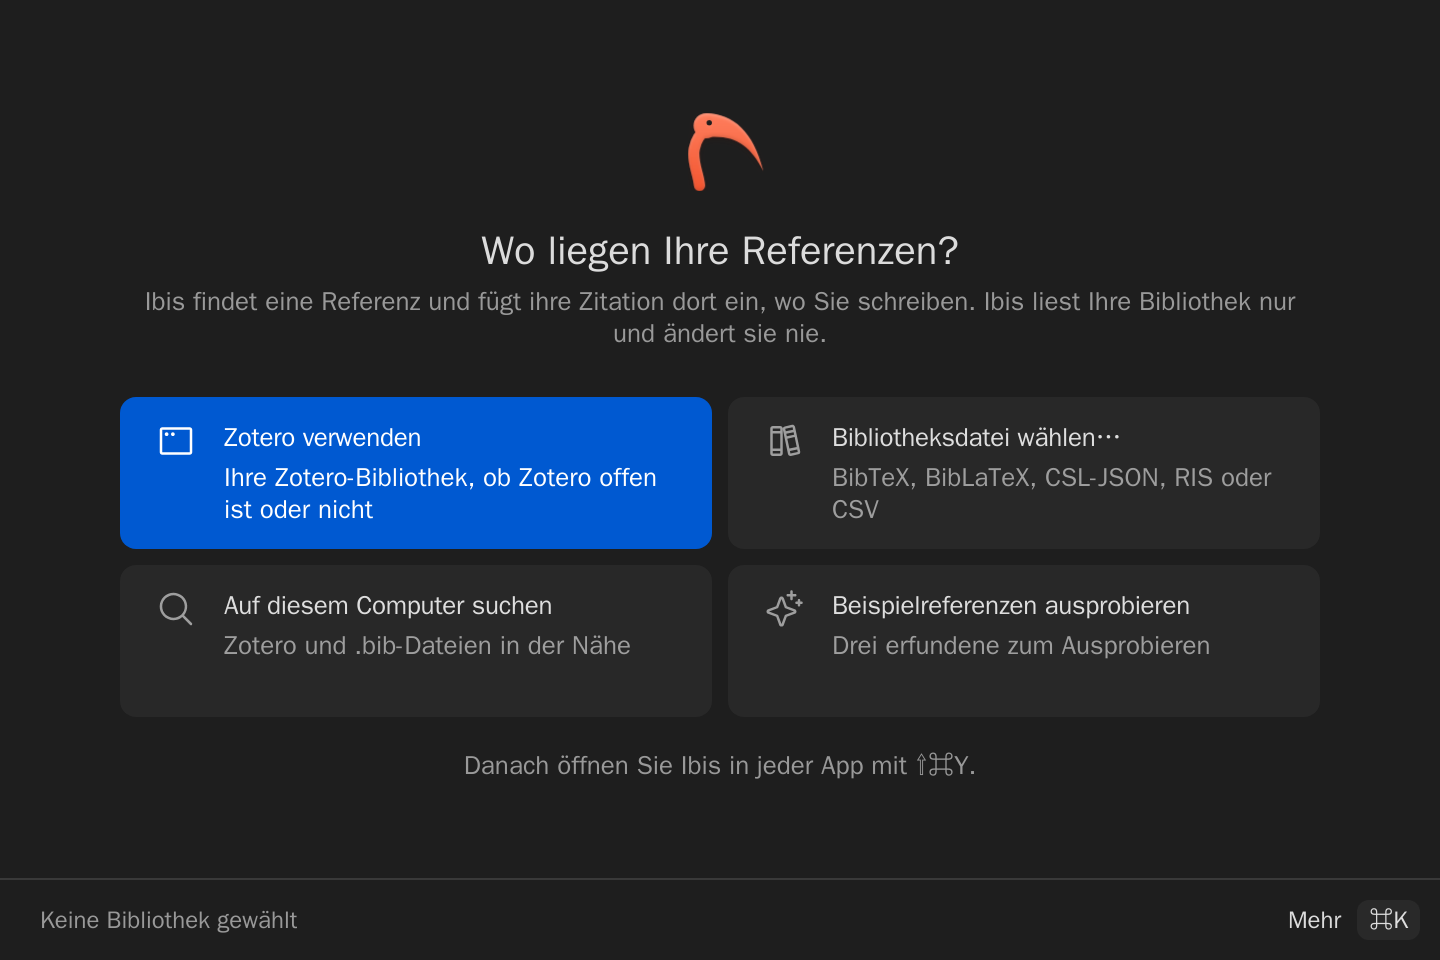 Wo liegen Ihre Referenzen?
Ibis findet eine Referenz und fügt ihre Zitation dort ein, wo Sie schreiben. Ibis liest Ihre Bibliothek nur
und ändert sie nie.
Zotero verwenden
Ihre Zotero-Bibliothek, ob Zotero offen
ist oder nicht
Bibliotheksdatei wählen…
BibTeX, BibLaTeX, CSL-JSON, RIS oder
CSV
Auf diesem Computer suchen
Zotero und .bib-Dateien in der Nähe
Beispielreferenzen ausprobieren
Drei erfundene zum Ausprobieren
Danach öffnen Sie Ibis in jeder App mit ⇧⌘Y.
Keine Bibliothek gewählt
Mehr ⌘K